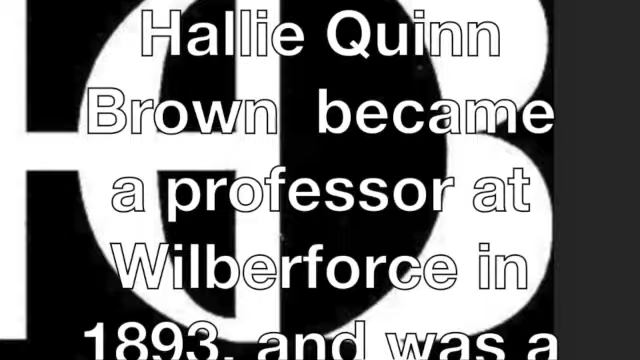 Hallie Quinn
Brown became
a professor at
Wilberforce in
1893, and was a